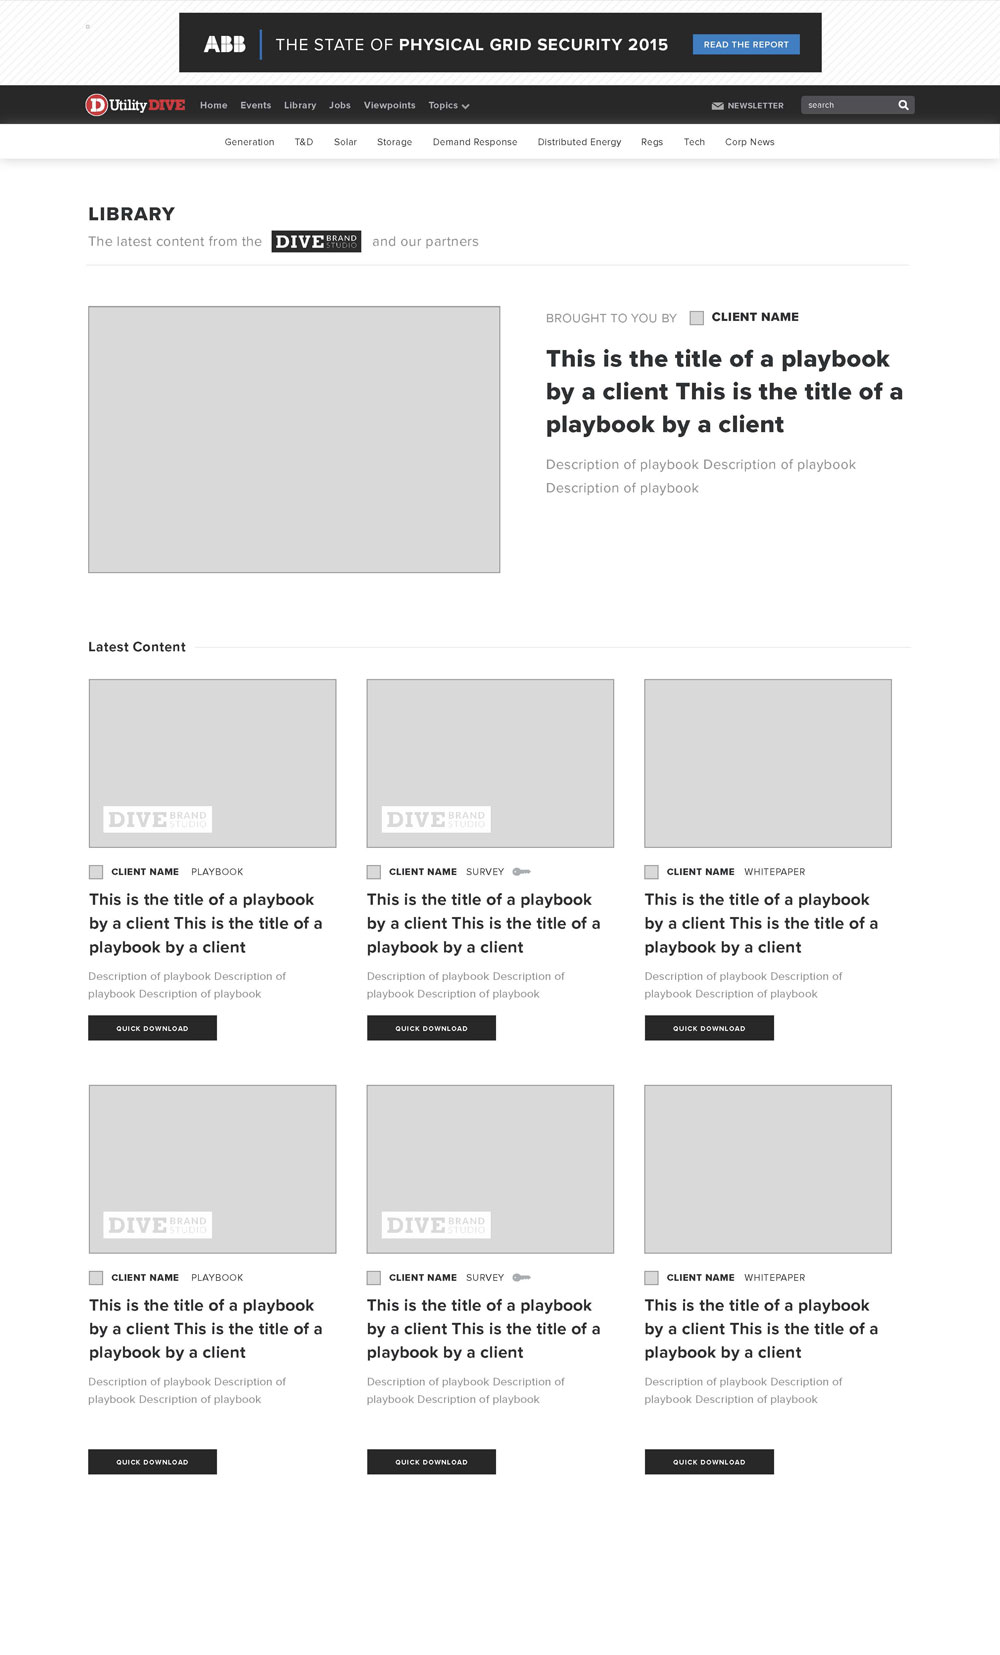 ABB THE STATE OF PHYSICAL GRID SECURITY 2015 READ THE REPORT
D Utility DIVE Home Events Library Jobs Viewpoints Topics NEWSLETTER search
Generation T&D Solar Storage Demand Response Distributed Energy Regs Tech Corp News
LIBRARY
The latest content from the DIVE BRAND STUDIO and our partners
BROUGHT TO YOU BY CLIENT NAME
This is the title of a playbook
by a client This is the title of a
playbook by a client
Description of playbook Description of playbook
Description of playbook
Latest Content
DIVE BRAND STUDIO
CLIENT NAME PLAYBOOK
This is the title of a playbook
by a client This is the title of a
playbook by a client
Description of playbook Description of
playbook Description of playbook
QUICK DOWNLOAD
DIVE BRAND STUDIO
CLIENT NAME SURVEY
This is the title of a playbook
by a client This is the title of a
playbook by a client
Description of playbook Description of
playbook Description of playbook
QUICK DOWNLOAD
CLIENT NAME WHITEPAPER
This is the title of a playbook
by a client This is the title of a
playbook by a client
Description of playbook Description of
playbook Description of playbook
QUICK DOWNLOAD
DIVE BRAND STUDIO
CLIENT NAME PLAYBOOK
This is the title of a playbook
by a client This is the title of a
playbook by a client
Description of playbook Description of
playbook Description of playbook
QUICK DOWNLOAD
DIVE BRAND STUDIO
CLIENT NAME SURVEY
This is the title of a playbook
by a client This is the title of a
playbook by a client
Description of playbook Description of
playbook Description of playbook
QUICK DOWNLOAD
CLIENT NAME WHITEPAPER
This is the title of a playbook
by a client This is the title of a
playbook by a client
Description of playbook Description of
playbook Description of playbook
QUICK DOWNLOAD